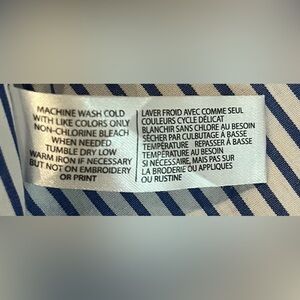 MACHINE WASH COLD
WITH LIKE COLORS ONLY
NON-CHLORINE BLEACH
WHEN NEEDED
TUMBLE DRY LOW
WARM IRON IF NECESSARY
BUT NOT ON EMBROIDERY
OR PRINT
LAVER FROID AVEC COMME SEUL
COULEURS CYCLE DÉLICAT
BLANCHIR SANS CHLORE AU BESOIN
SÉCHER PAR CULBUTAGE À BASSE
TEMPÉRATURE REPASSER À BASSE
TEMPÉRATURE AU BESOIN
SI NÉCESSAIRE, MAIS PAS SUR
LA BRODERIE OU APPLIQUES
OU RUSTINE